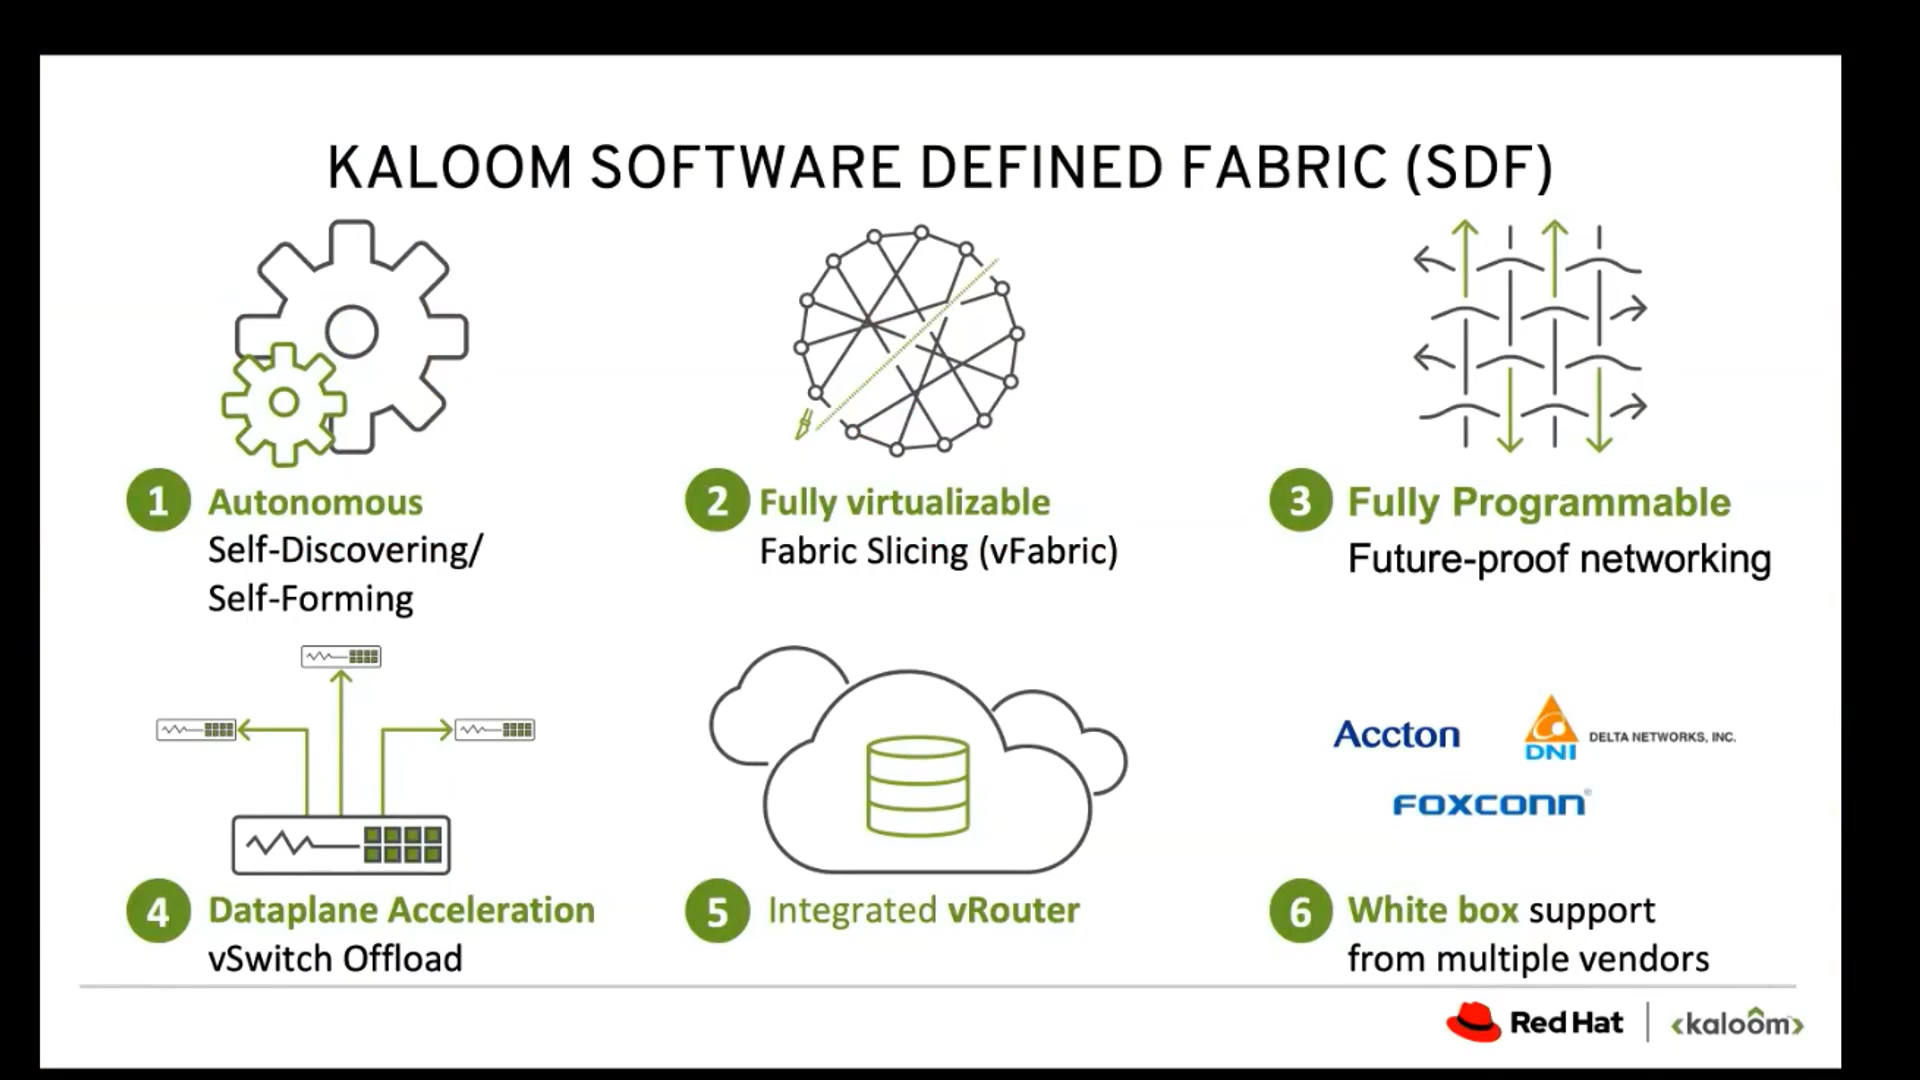 KALOOM SOFTWARE DEFINED FABRIC (SDF)
1 Autonomous
Self-Discovering/
Self-Forming
2 Fully virtualizable
Fabric Slicing (vFabric)
3 Fully Programmable
Future-proof networking
4 Dataplane Acceleration
vSwitch Offload
5 Integrated vRouter
Accton
DNI DELTA NETWORKS, INC.
FOXCONN®
6 White box support
from multiple vendors
Red Hat | <kaloom>